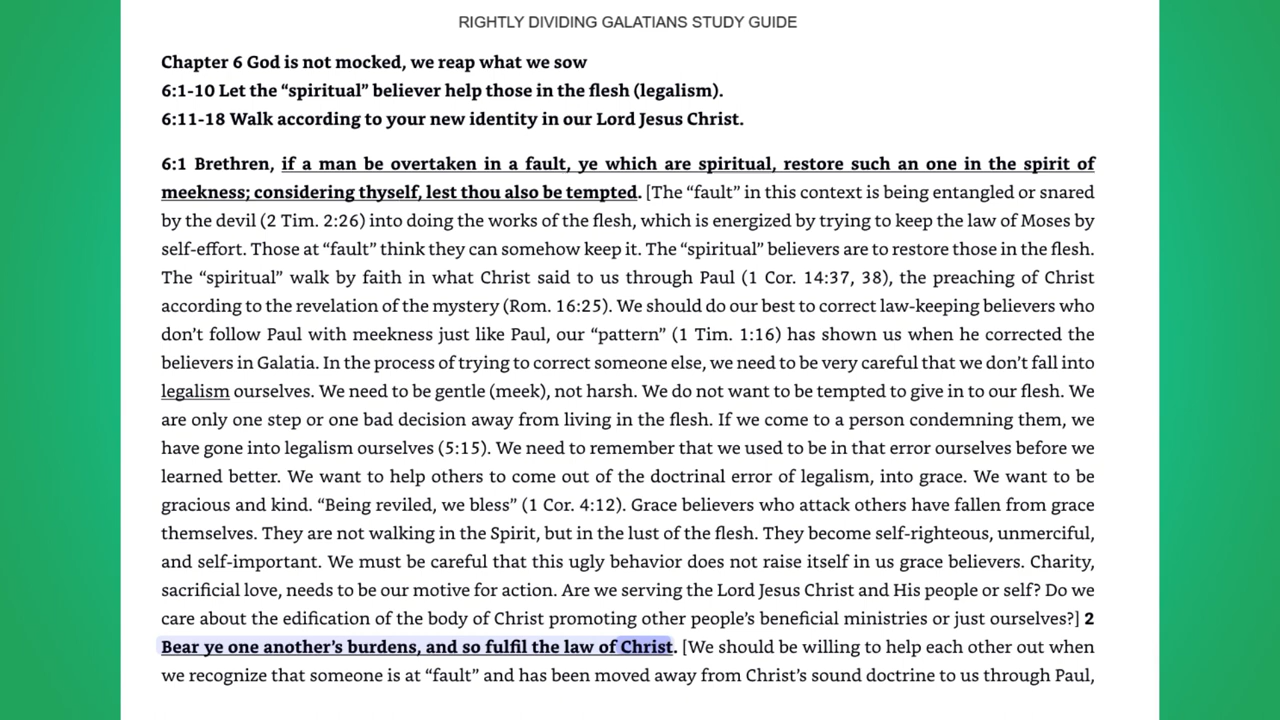 RIGHTLY DIVIDING GALATIANS STUDY GUIDE
Chapter 6 God is not mocked, we reap what we sow
6:1-10 Let the “spiritual” believer help those in the flesh (legalism).
6:11-18 Walk according to your new identity in our Lord Jesus Christ.
6:1 Brethren, if a man be overtaken in a fault, ye which are spiritual, restore such an one in the spirit of
meekness; considering thyself, lest thou also be tempted. [The “fault” in this context is being entangled or snared
by the devil (2 Tim. 2:26) into doing the works of the flesh, which is energized by trying to keep the law of Moses by
self-effort. Those at “fault” think they can somehow keep it. The “spiritual” believers are to restore those in the flesh.
The “spiritual” walk by faith in what Christ said to us through Paul (1 Cor. 14:37, 38), the preaching of Christ
according to the revelation of the mystery (Rom. 16:25). We should do our best to correct law-keeping believers who
don’t follow Paul with meekness just like Paul, our “pattern” (1 Tim. 1:16) has shown us when he corrected the
believers in Galatia. In the process of trying to correct someone else, we need to be very careful that we don’t fall into
legalism ourselves. We need to be gentle (meek), not harsh. We do not want to be tempted to give in to our flesh. We
are only one step or one bad decision away from living in the flesh. If we come to a person condemning them, we
have gone into legalism ourselves (5:15). We need to remember that we used to be in that error ourselves before we
learned better. We want to help others to come out of the doctrinal error of legalism, into grace. We want to be
gracious and kind. “Being reviled, we bless” (1 Cor. 4:12). Grace believers who attack others have fallen from grace
themselves. They are not walking in the Spirit, but in the lust of the flesh. They become self-righteous, unmerciful,
and self-important. We must be careful that this ugly behavior does not raise itself in us grace believers. Charity,
sacrificial love, needs to be our motive for action. Are we serving the Lord Jesus Christ and His people or self? Do we
care about the edification of the body of Christ promoting other people’s beneficial ministries or just ourselves?] 2
Bear ye one another’s burdens, and so fulfil the law of Christ. [We should be willing to help each other out when
we recognize that someone is at “fault” and has been moved away from Christ’s sound doctrine to us through Paul,